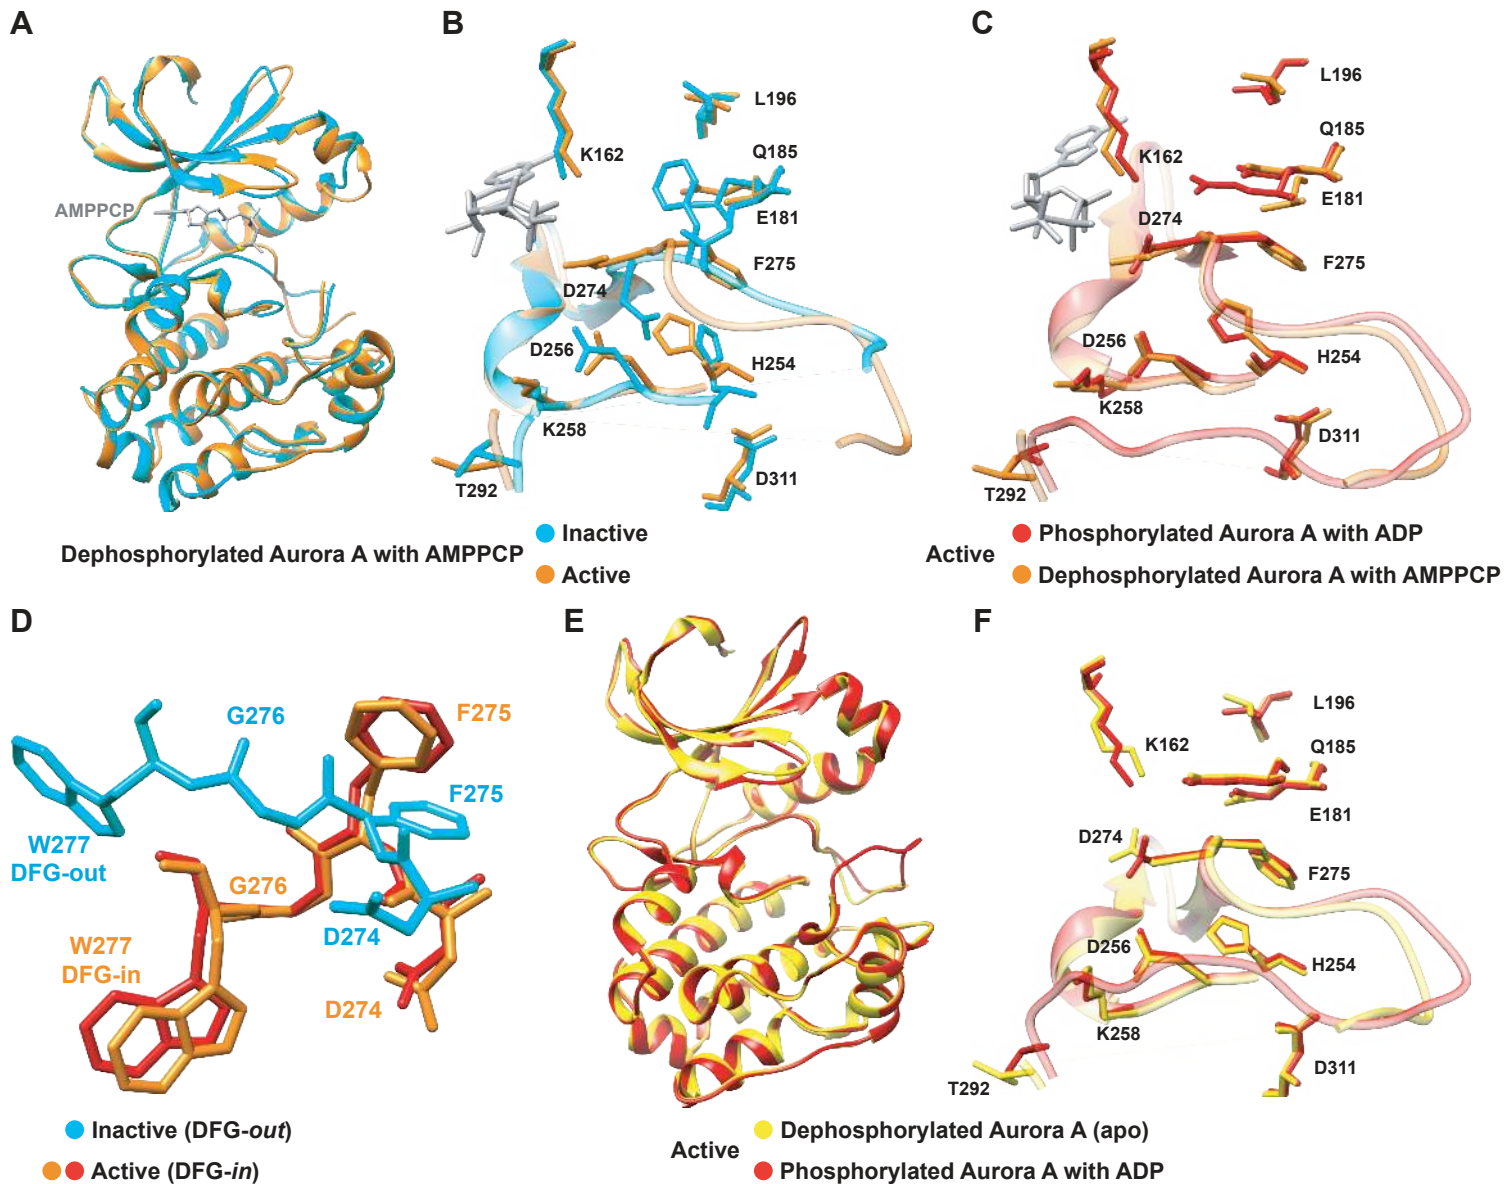 A
B
C
AMPPCP
K162
L196
Q185
E181
F275
D274
D256
H254
K258
T292
D311
L196
Q185
K162
E181
D274
F275
D256
H254
K258
D311
T292
Dephosphorylated Aurora A with AMPPCP
Inactive
Active
Active
Phosphorylated Aurora A with ADP
Dephosphorylated Aurora A with AMPPCP
D
E
F
G276
F275
F275
W277
DFG-out
G276
D274
W277
DFG-in
D274
Inactive (DFG-out)
Active (DFG-in)
L196
K162
Q185
E181
D274
F275
D256
H254
K258
D311
T292
Active
Dephosphorylated Aurora A (apo)
Phosphorylated Aurora A with ADP